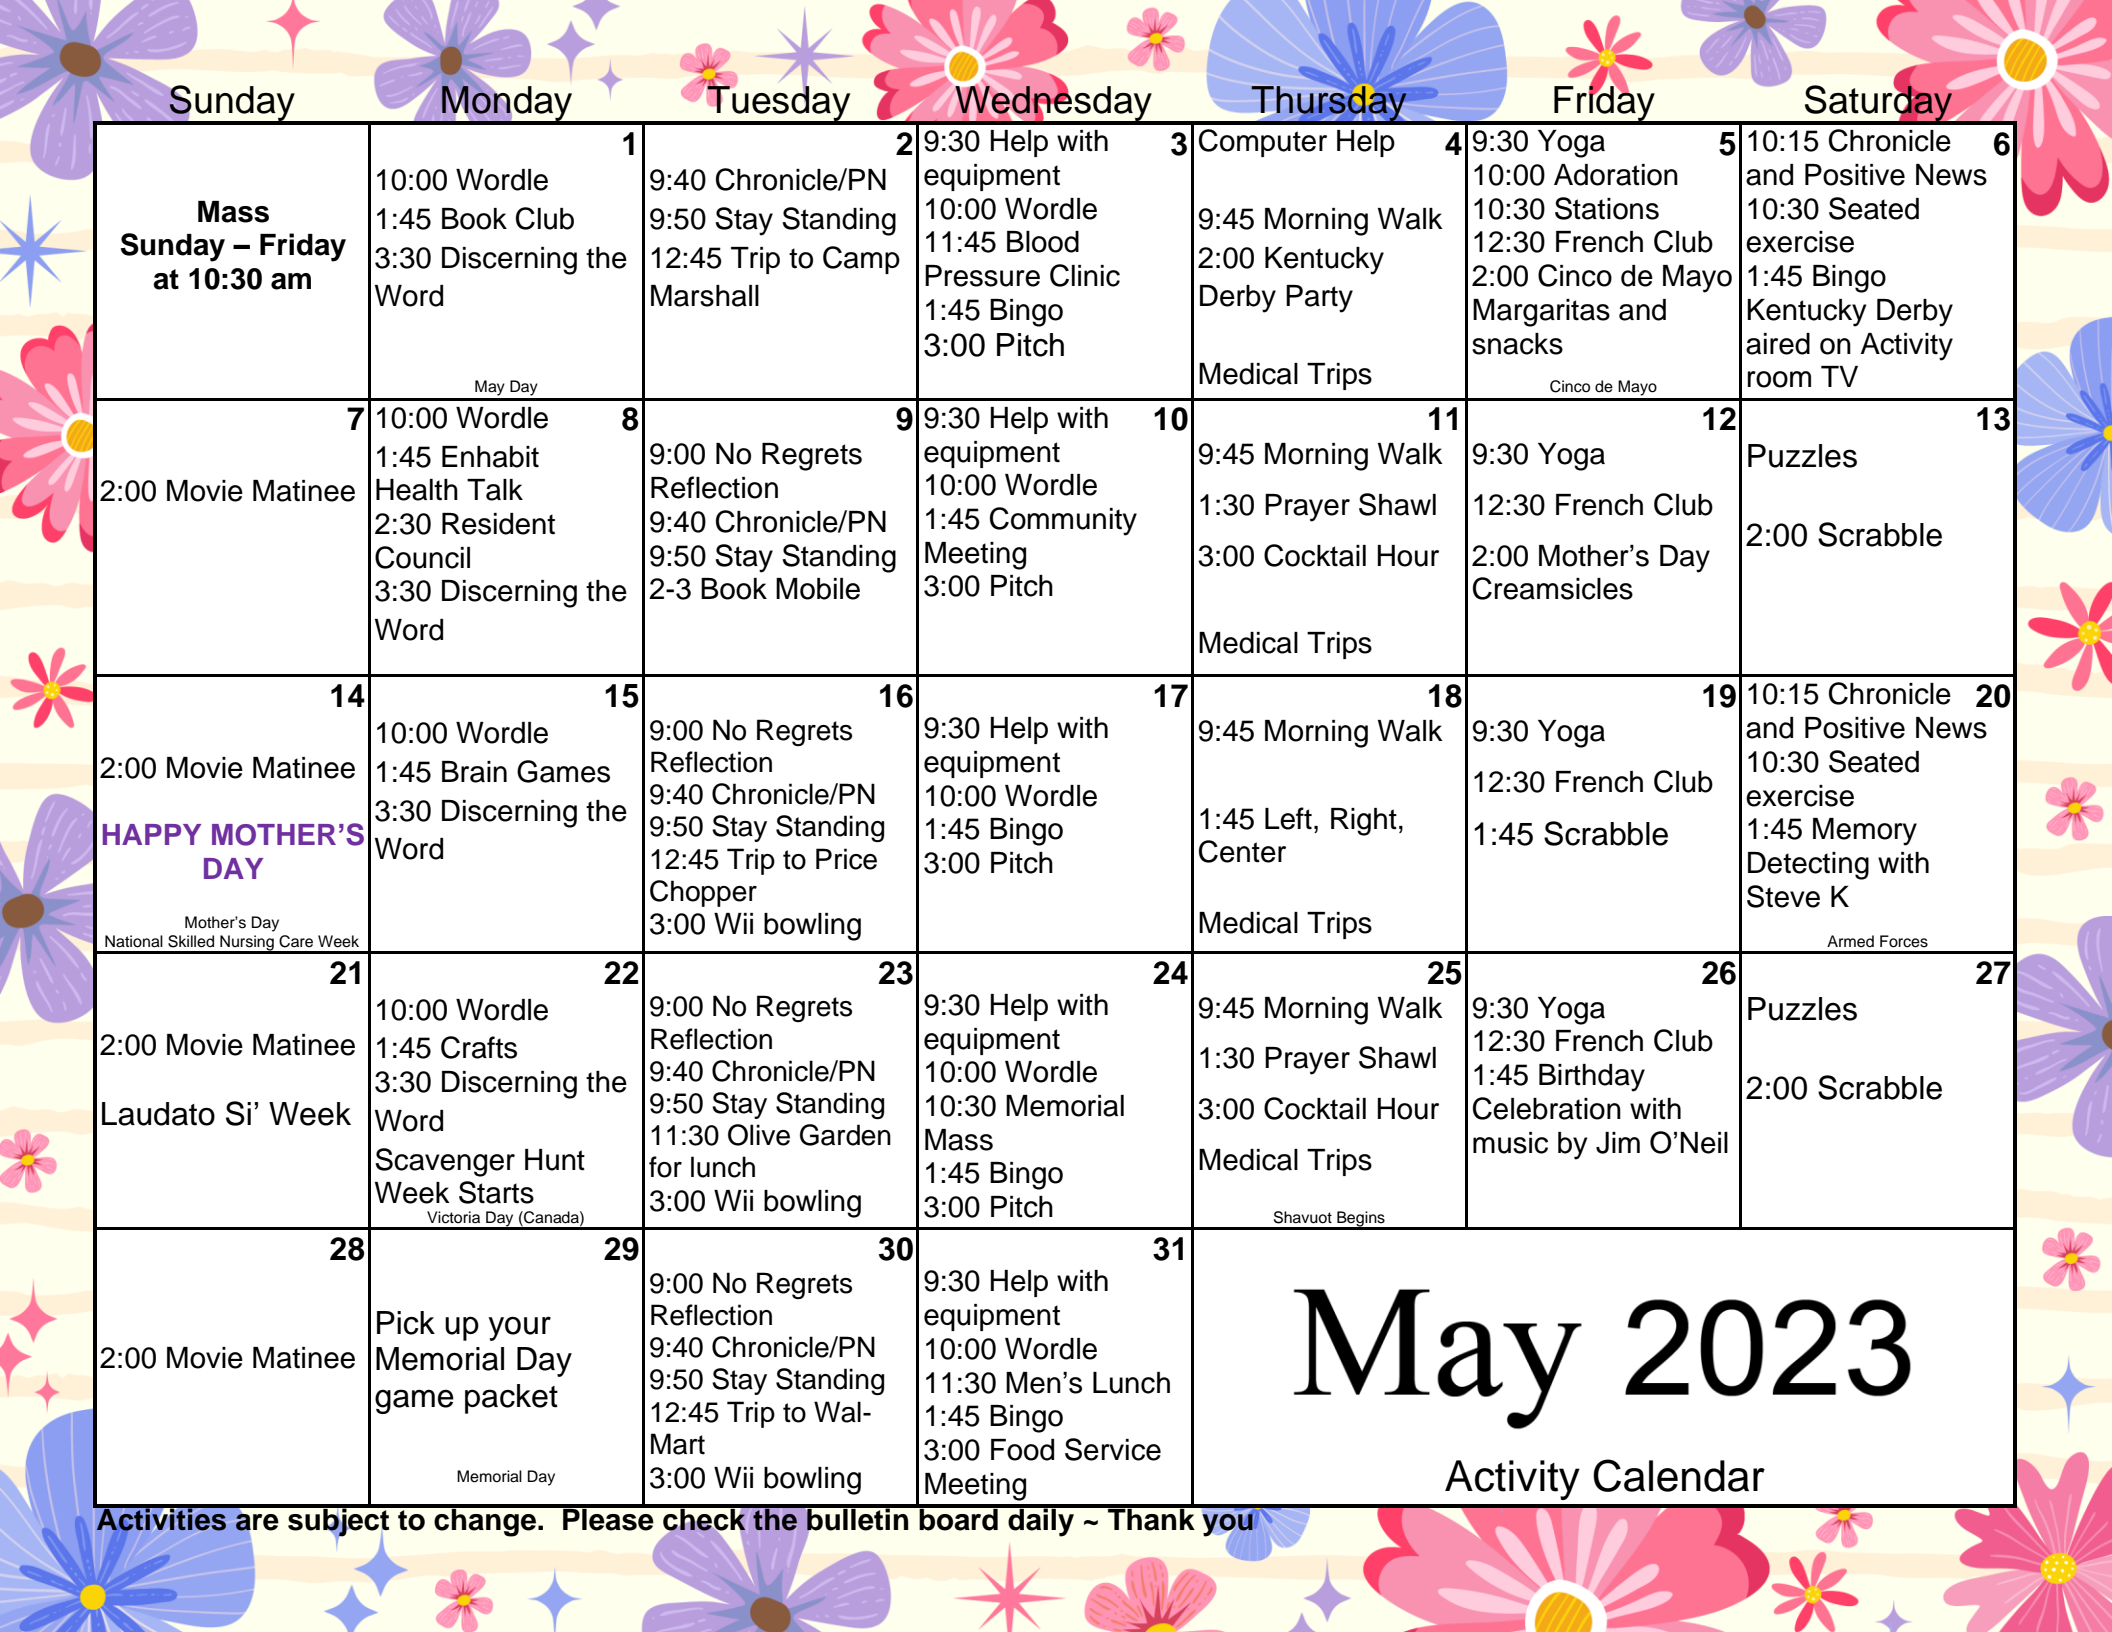 Sunday Monday Tuesday Wednesday Thursday Friday Saturday
Mass
Sunday – Friday
at 10:30 am
1
10:00 Wordle
1:45 Book Club
3:30 Discerning the
Word
May Day
2
9:40 Chronicle/PN
9:50 Stay Standing
12:45 Trip to Camp
Marshall
9:30 Help with 3
equipment
10:00 Wordle
11:45 Blood
Pressure Clinic
1:45 Bingo
3:00 Pitch
Computer Help 4
9:45 Morning Walk
2:00 Kentucky
Derby Party
Medical Trips
9:30 Yoga 5
10:00 Adoration
10:30 Stations
12:30 French Club
2:00 Cinco de Mayo
Margaritas and
snacks
Cinco de Mayo
10:15 Chronicle 6
and Positive News
10:30 Seated
exercise
1:45 Bingo
Kentucky Derby
aired on Activity
room TV
7
2:00 Movie Matinee
10:00 Wordle 8
1:45 Enhabit
Health Talk
2:30 Resident
Council
3:30 Discerning the
Word
9
9:00 No Regrets
Reflection
9:40 Chronicle/PN
9:50 Stay Standing
2-3 Book Mobile
9:30 Help with 10
equipment
10:00 Wordle
1:45 Community
Meeting
3:00 Pitch
11
9:45 Morning Walk
1:30 Prayer Shawl
3:00 Cocktail Hour
Medical Trips
12
9:30 Yoga
12:30 French Club
2:00 Mother’s Day
Creamsicles
13
Puzzles
2:00 Scrabble
14
2:00 Movie Matinee
HAPPY MOTHER’S
DAY
Mother’s Day
National Skilled Nursing Care Week
15
10:00 Wordle
1:45 Brain Games
3:30 Discerning the
Word
16
9:00 No Regrets
Reflection
9:40 Chronicle/PN
9:50 Stay Standing
12:45 Trip to Price
Chopper
3:00 Wii bowling
17
9:30 Help with
equipment
10:00 Wordle
1:45 Bingo
3:00 Pitch
18
9:45 Morning Walk
1:45 Left, Right,
Center
Medical Trips
19
9:30 Yoga
12:30 French Club
1:45 Scrabble
10:15 Chronicle 20
and Positive News
10:30 Seated
exercise
1:45 Memory
Detecting with
Steve K
Armed Forces
21
2:00 Movie Matinee
Laudato Si’ Week
22
10:00 Wordle
1:45 Crafts
3:30 Discerning the
Word
Scavenger Hunt
Week Starts
Victoria Day (Canada)
23
9:00 No Regrets
Reflection
9:40 Chronicle/PN
9:50 Stay Standing
11:30 Olive Garden
for lunch
3:00 Wii bowling
24
9:30 Help with
equipment
10:00 Wordle
10:30 Memorial
Mass
1:45 Bingo
3:00 Pitch
25
9:45 Morning Walk
1:30 Prayer Shawl
3:00 Cocktail Hour
Medical Trips
Shavuot Begins
26
9:30 Yoga
12:30 French Club
1:45 Birthday
Celebration with
music by Jim O’Neil
27
Puzzles
2:00 Scrabble
28
2:00 Movie Matinee
29
Pick up your
Memorial Day
game packet
Memorial Day
30
9:00 No Regrets
Reflection
9:40 Chronicle/PN
9:50 Stay Standing
12:45 Trip to Wal-
Mart
3:00 Wii bowling
31
9:30 Help with
equipment
10:00 Wordle
11:30 Men’s Lunch
1:45 Bingo
3:00 Food Service
Meeting
May 2023
Activity Calendar
Activities are subject to change. Please check the bulletin board daily ~ Thank you